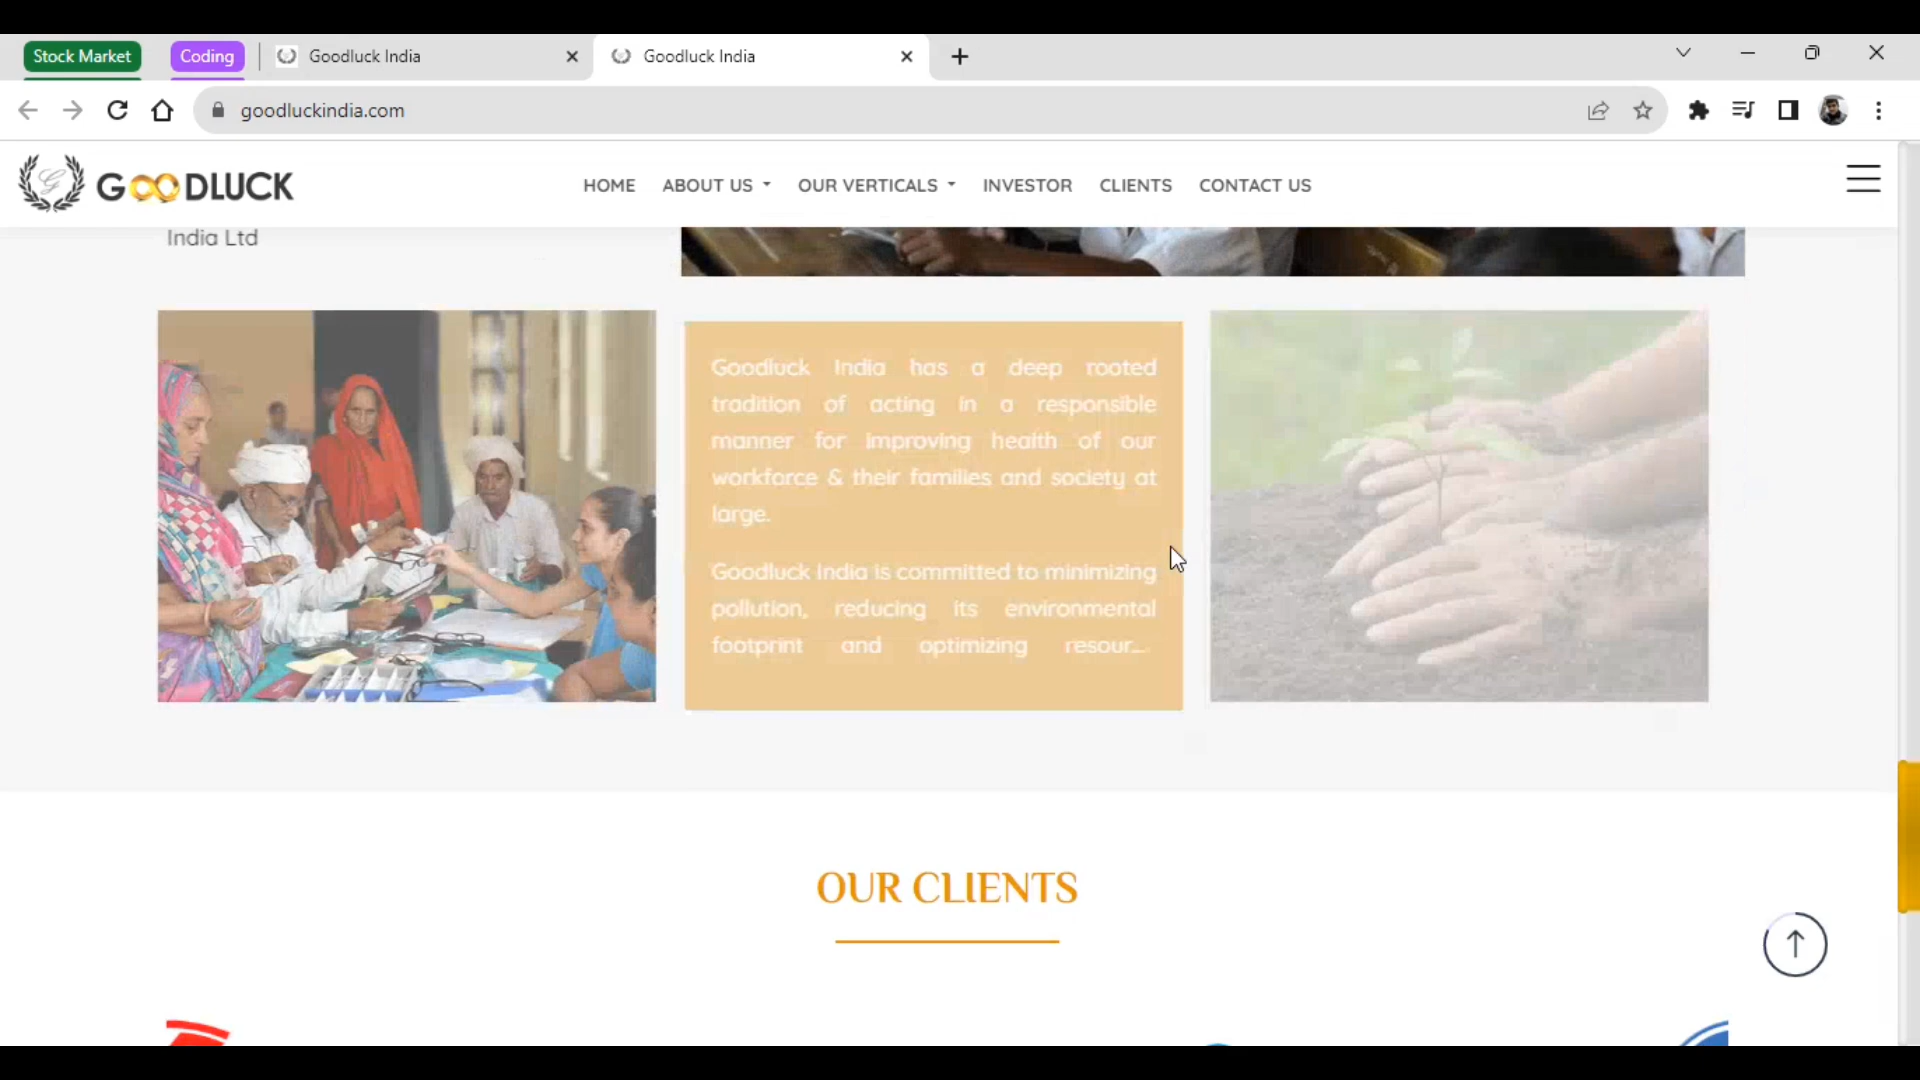 Stock Market
Coding
Goodluck India
Goodluck India
goodluckindia.com
GOODLUCK
HOME
ABOUT US
OUR VERTICALS
INVESTOR
CLIENTS
CONTACT US
India Ltd
Goodluck India has a deep rooted
tradition of acting in a responsible
manner for improving health of our
workforce & their families and society at
large.
Goodluck India is committed to minimizing
pollution, reducing its environmental
footprint and optimizing resour...
OUR CLIENTS